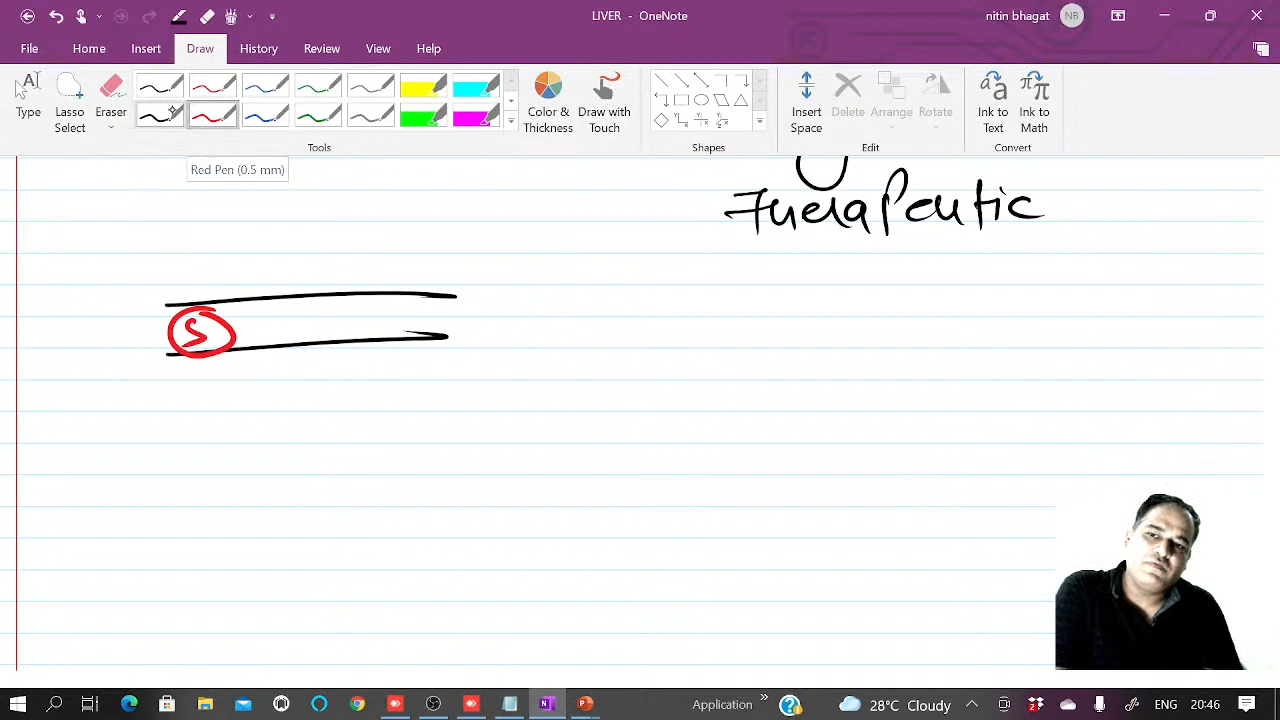 LIVER - OneNote
nitin bhagat NB
File Home Insert Draw History Review View Help
Type
Lasso Select
Eraser
Color & Thickness
Draw with Touch
Insert Space
Delete
Arrange
Rotate
Ink to Text
Ink to Math
Tools Shapes Edit Convert
Red Pen (0.5 mm)
S
Application
28°C Cloudy
2
ENG 20:46